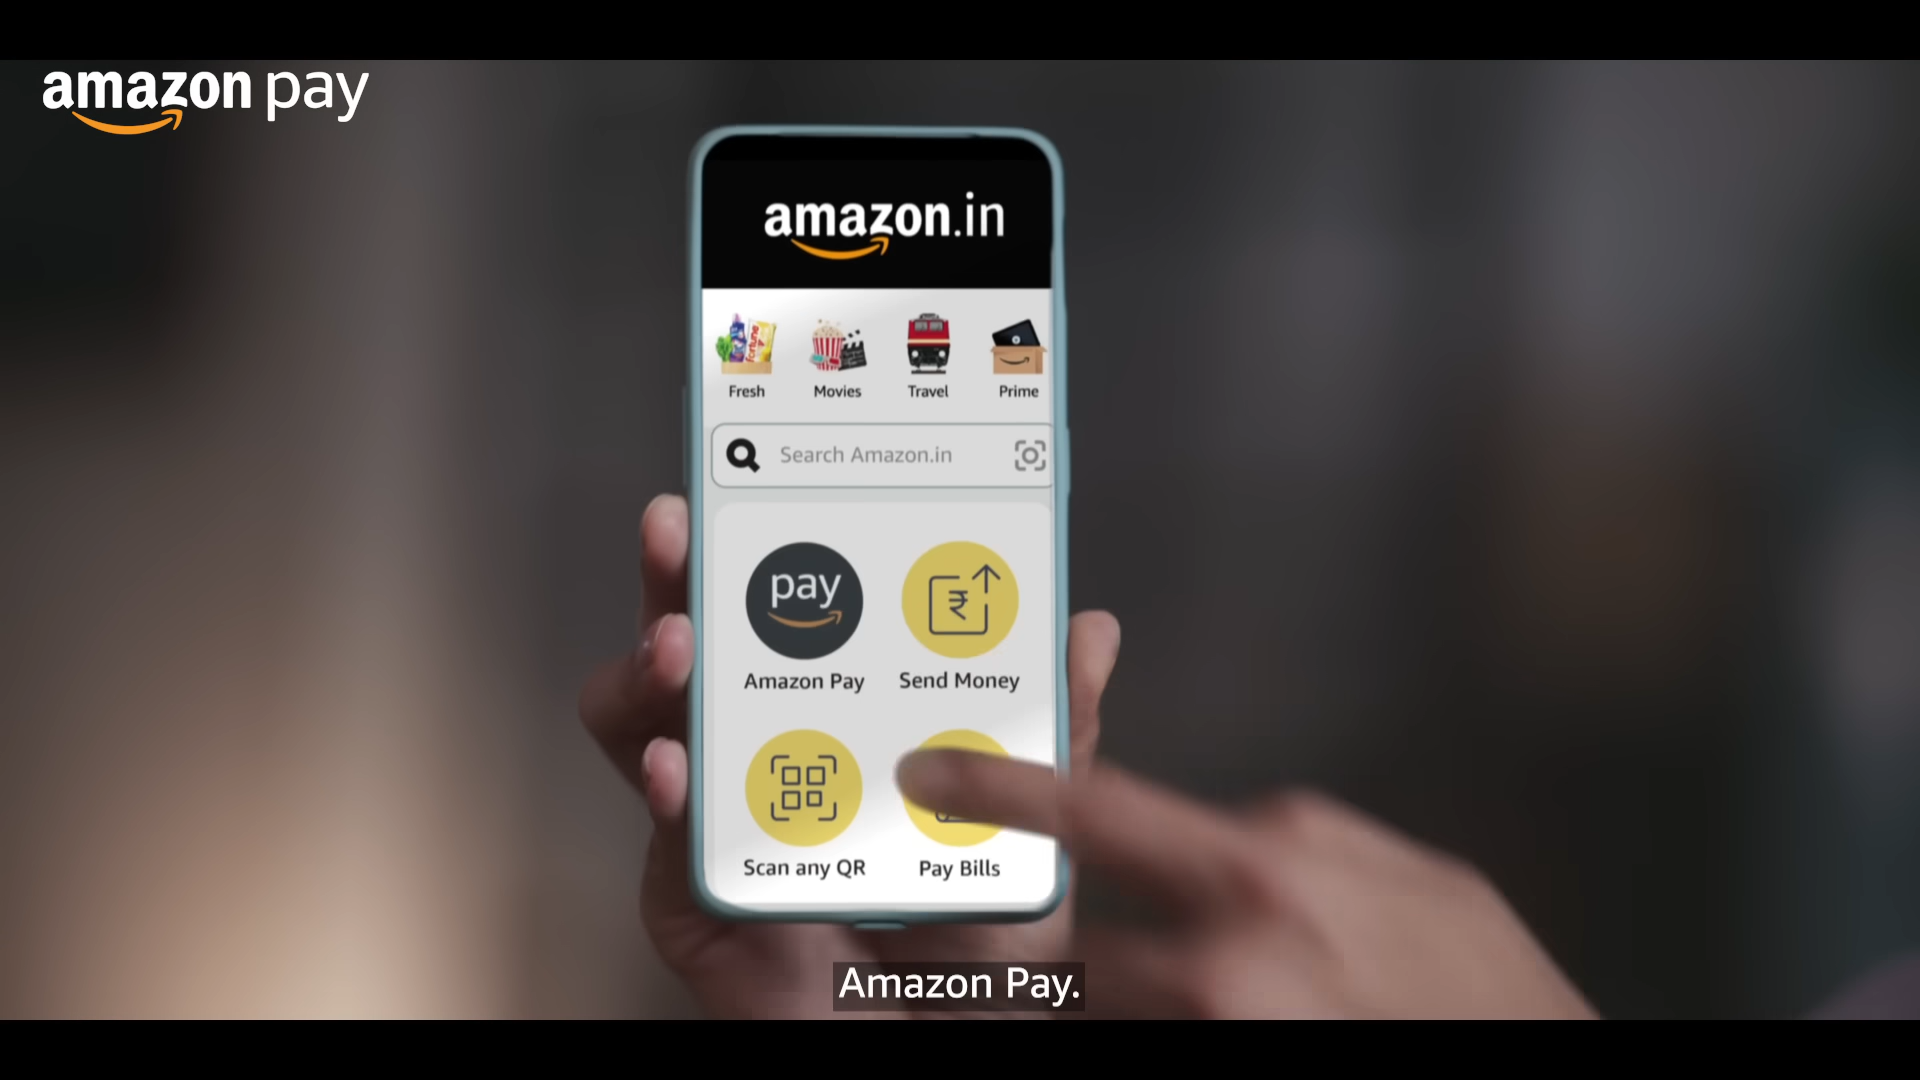 amazon pay
amazon.in
fortune
Fresh
Movies
Travel
Prime
Search Amazon.in
pay
₹
Amazon Pay
Send Money
Scan any QR
Pay Bills
Amazon Pay.